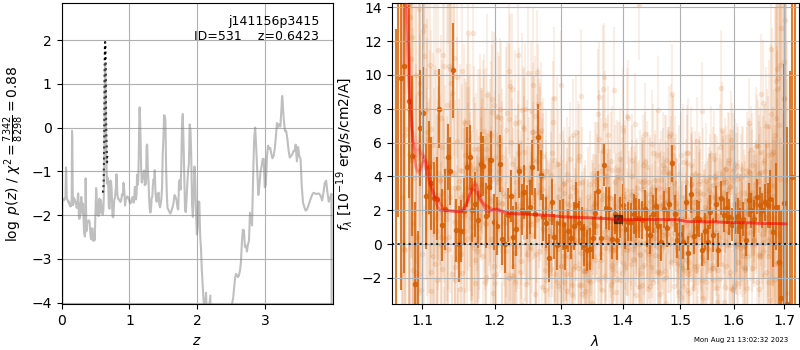 j141156p3415
ID=531 z=0.6423
log p(z) / χ² = 7342/8298 = 0.88
2
1
0
−1
−2
−3
−4
0 1 2 3
z
fλ [10⁻¹⁹ erg/s/cm2/A]
14
12
10
8
6
4
2
0
−2
1.1 1.2 1.3 1.4 1.5 1.6 1.7
λ
Mon Aug 21 13:02:32 2023